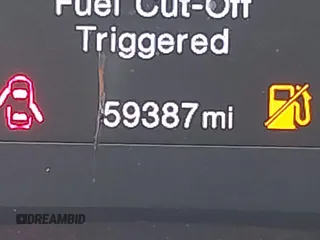 Fuel Cut-Off
Triggered
59387mi
DREAMBID